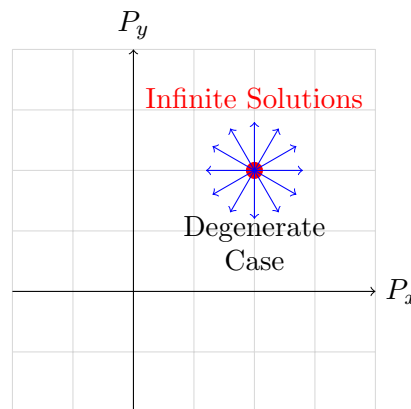 P_y
Infinite Solutions
Degenerate
Case
P_x